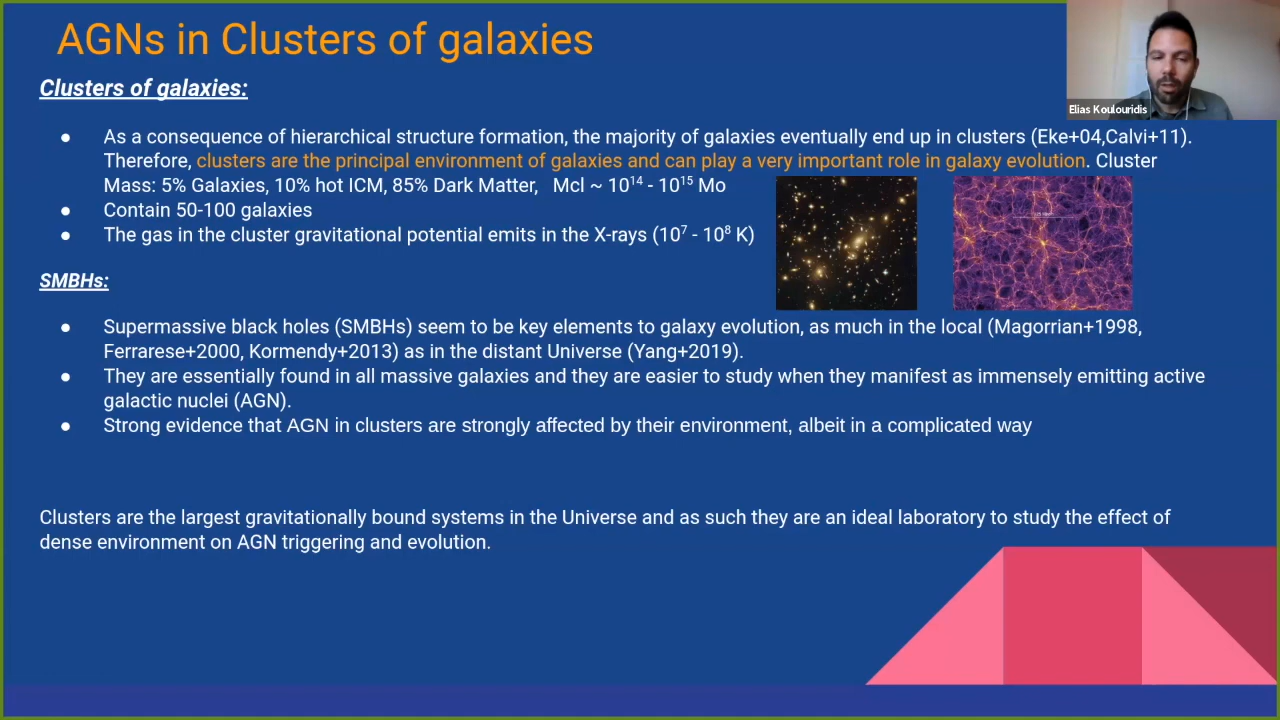 AGNs in Clusters of galaxies
Elias Koulouridis
Clusters of galaxies:
● As a consequence of hierarchical structure formation, the majority of galaxies eventually end up in clusters (Eke+04,Calvi+11).
Therefore, clusters are the principal environment of galaxies and can play a very important role in galaxy evolution. Cluster
Mass: 5% Galaxies, 10% hot ICM, 85% Dark Matter, Mcl ~ 10¹⁴ - 10¹⁵ Mo
● Contain 50-100 galaxies
● The gas in the cluster gravitational potential emits in the X-rays (10⁷ - 10⁸ K)
SMBHs:
● Supermassive black holes (SMBHs) seem to be key elements to galaxy evolution, as much in the local (Magorrian+1998,
Ferrarese+2000, Kormendy+2013) as in the distant Universe (Yang+2019).
● They are essentially found in all massive galaxies and they are easier to study when they manifest as immensely emitting active
galactic nuclei (AGN).
● Strong evidence that AGN in clusters are strongly affected by their environment, albeit in a complicated way
Clusters are the largest gravitationally bound systems in the Universe and as such they are an ideal laboratory to study the effect of
dense environment on AGN triggering and evolution.